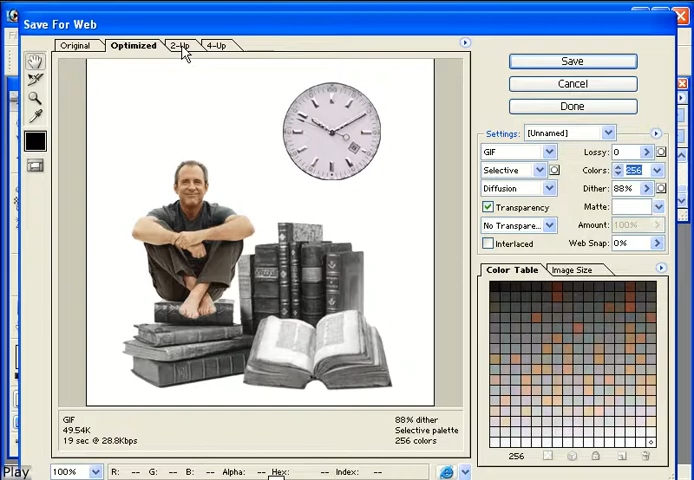 Save For Web
Original
Optimized
2-Up
4-Up
Save
Cancel
Done
Settings: [Unnamed]
GIF
Lossy: 0
Selective
Colors: 256
Diffusion
Dither: 88%
Transparency
Matte:
No Transpare...
Amount: 100%
Interlaced
Web Snap: 0%
Color Table
Image Size
256
GIF
49.54K
19 sec @ 28.8Kbps
88% dither
Selective palette
256 colors
Play
100%
R: -- G: -- B: -- Alpha: -- Hex: -- Index: --